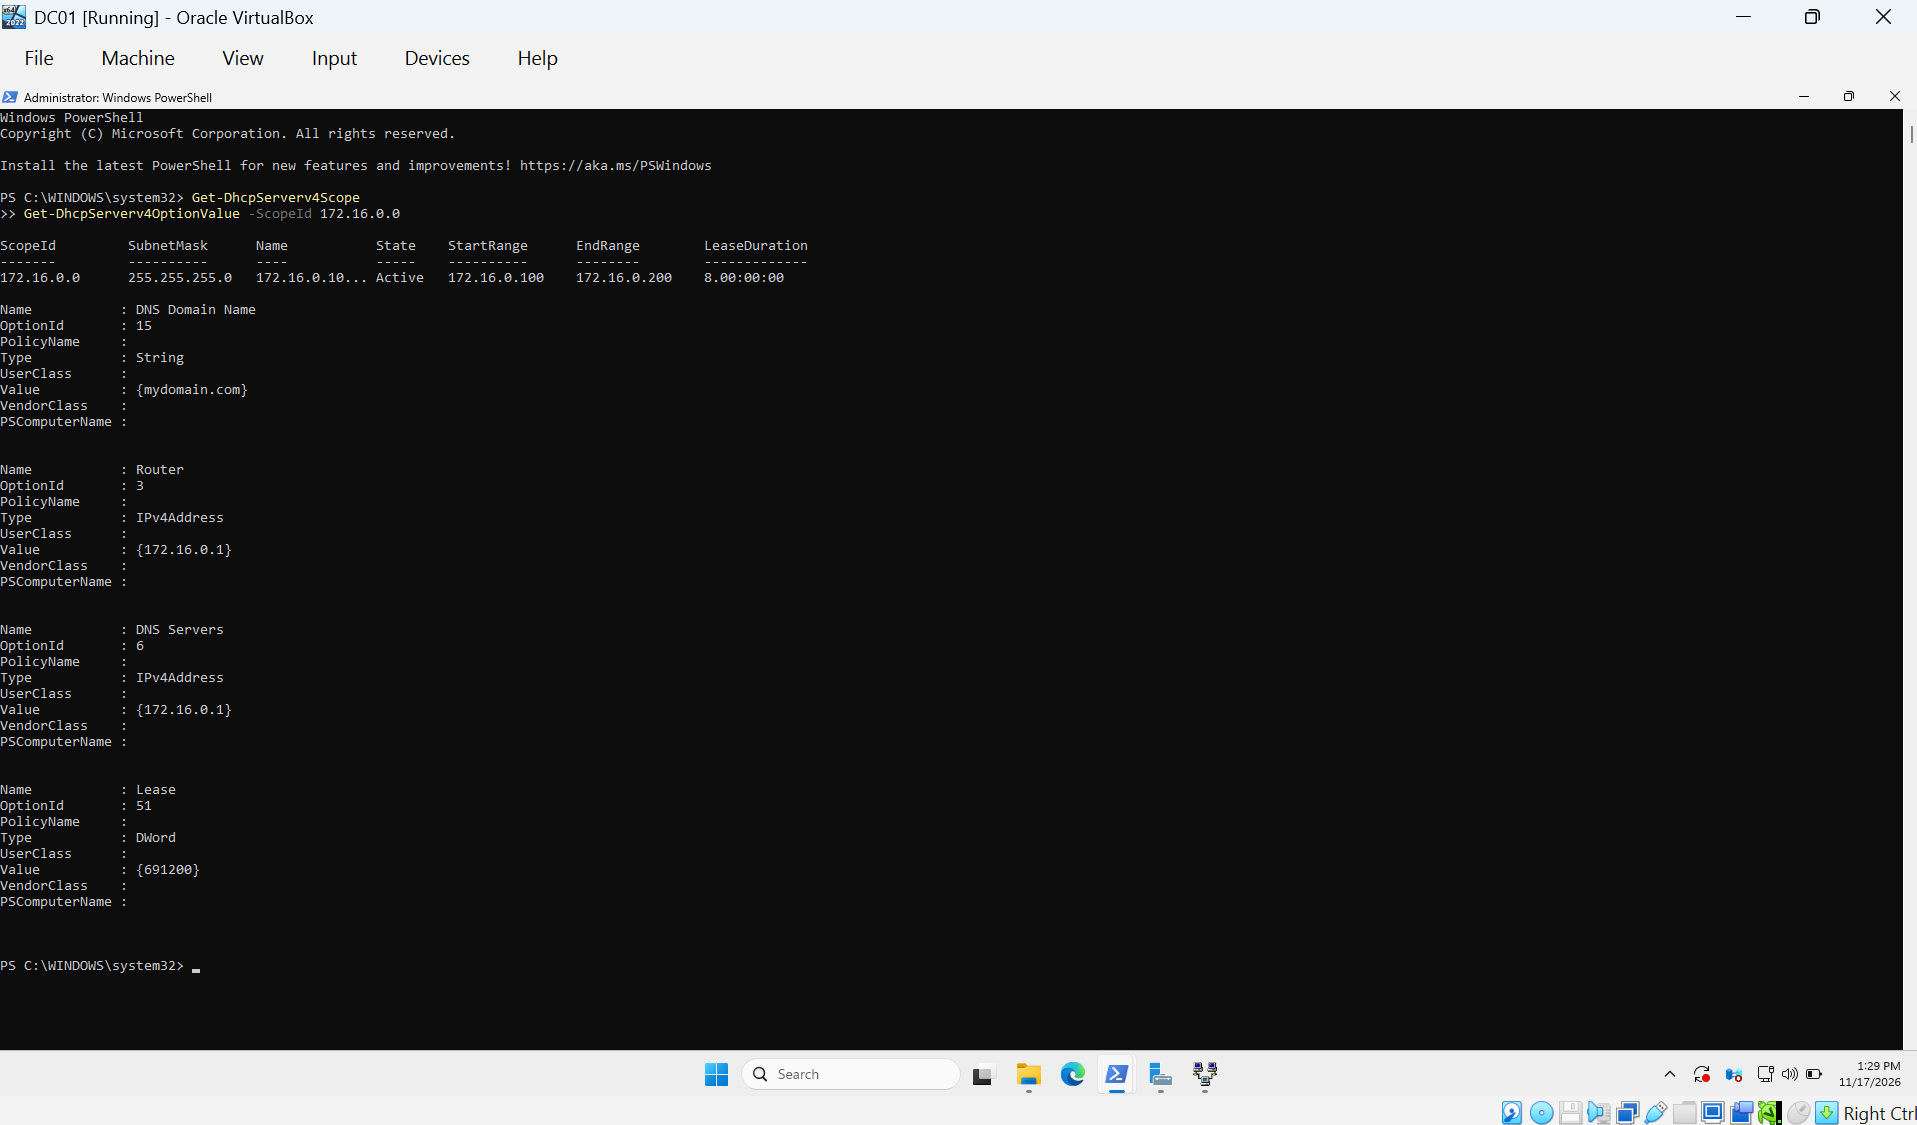 DC01 [Running] - Oracle VirtualBox
File Machine View Input Devices Help
Administrator: Windows PowerShell
Windows PowerShell
Copyright (C) Microsoft Corporation. All rights reserved.
Install the latest PowerShell for new features and improvements! https://aka.ms/PSWindows
PS C:\WINDOWS\system32> Get-DhcpServerv4Scope
>> Get-DhcpServerv4OptionValue -ScopeId 172.16.0.0
ScopeId SubnetMask Name State StartRange EndRange LeaseDuration
------- ---------- ---- ----- ---------- -------- -------------
172.16.0.0 255.255.255.0 172.16.0.10... Active 172.16.0.100 172.16.0.200 8.00:00:00
Name : DNS Domain Name
OptionId : 15
PolicyName :
Type : String
UserClass :
Value : {mydomain.com}
VendorClass :
PSComputerName :
Name : Router
OptionId : 3
PolicyName :
Type : IPv4Address
UserClass :
Value : {172.16.0.1}
VendorClass :
PSComputerName :
Name : DNS Servers
OptionId : 6
PolicyName :
Type : IPv4Address
UserClass :
Value : {172.16.0.1}
VendorClass :
PSComputerName :
Name : Lease
OptionId : 51
PolicyName :
Type : DWord
UserClass :
Value : {691200}
VendorClass :
PSComputerName :
PS C:\WINDOWS\system32>
Search
1:29 PM
11/17/2026
Right Ctrl